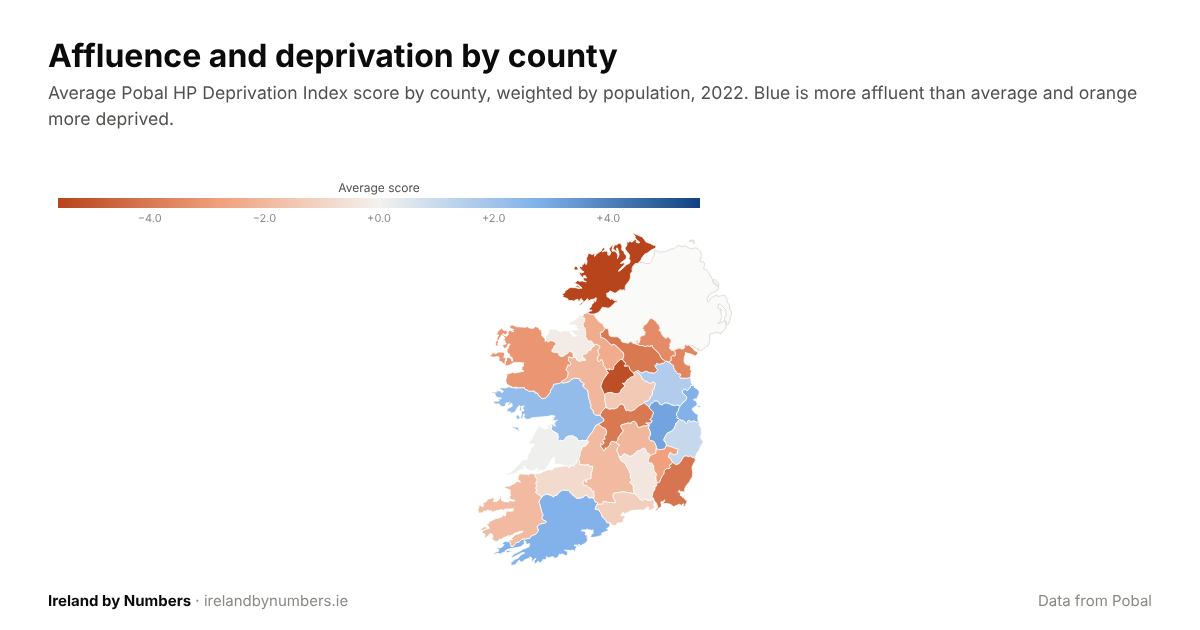 Affluence and deprivation by county
Average Pobal HP Deprivation Index score by county, weighted by population, 2022. Blue is more affluent than average and orange
more deprived.
Average score
−4.0 −2.0 +0.0 +2.0 +4.0
Ireland by Numbers · irelandbynumbers.ie
Data from Pobal